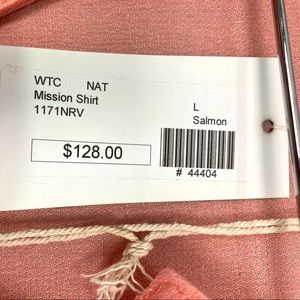 WTC NAT
Mission Shirt
1171NRV
L
Salmon
$128.00
# 44404